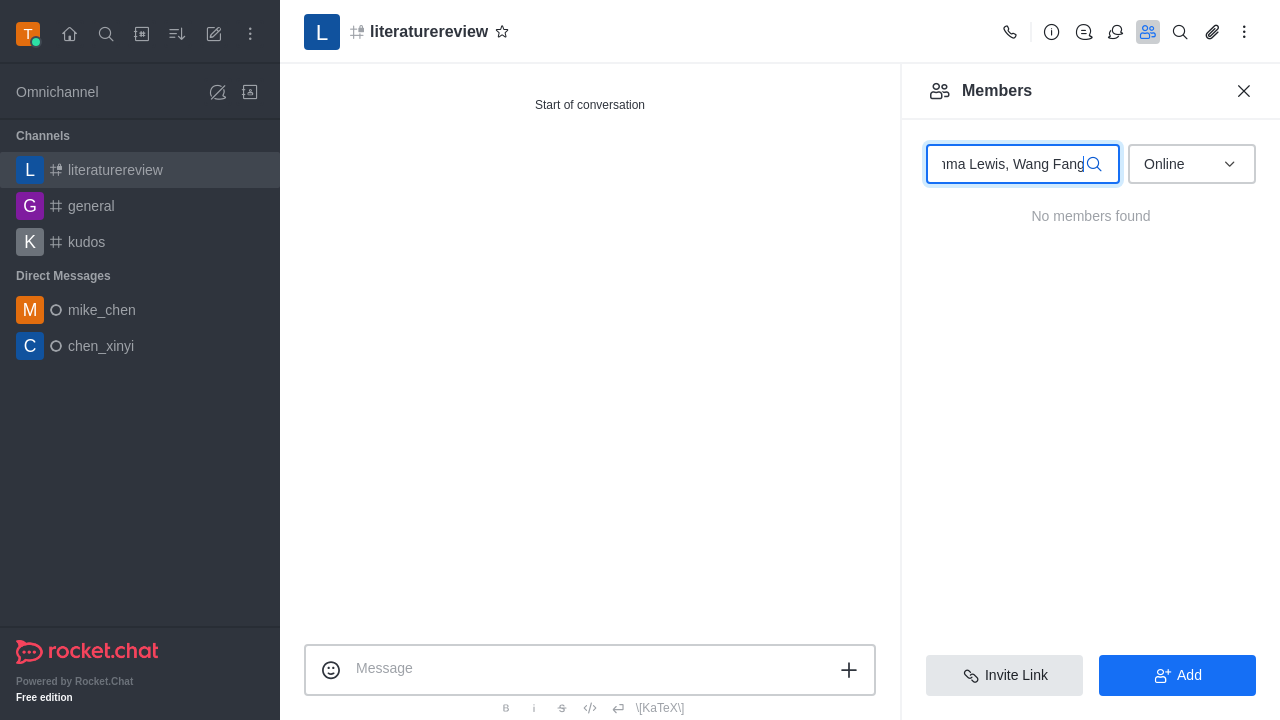 T
Omnichannel
Channels
L literaturereview
G general
K kudos
Direct Messages
M mike_chen
C chen_xinyi
rocket.chat
Powered by Rocket.Chat
Free edition
L literaturereview
Start of conversation
Message
B i S \[KaTeX\]
Members
ma Lewis, Wang Fang
Online
No members found
Invite Link
Add